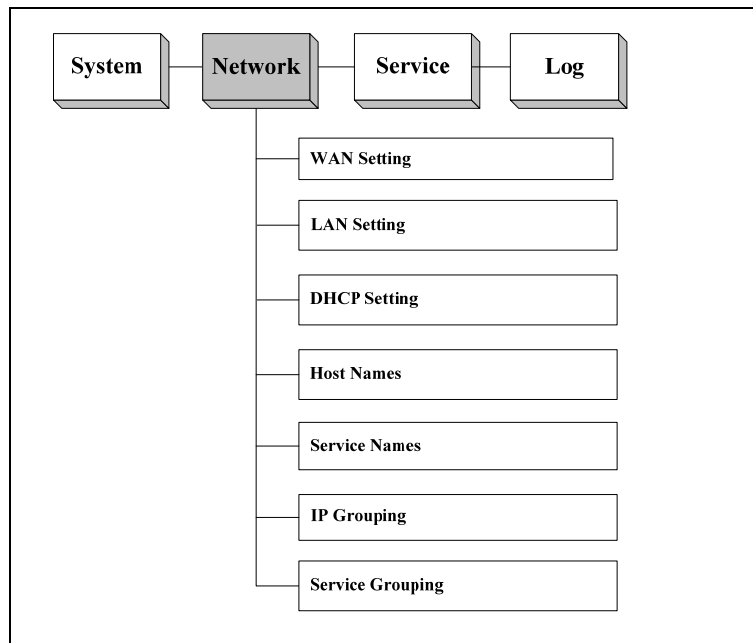 System Network Service Log
WAN Setting
LAN Setting
DHCP Setting
Host Names
Service Names
IP Grouping
Service Grouping